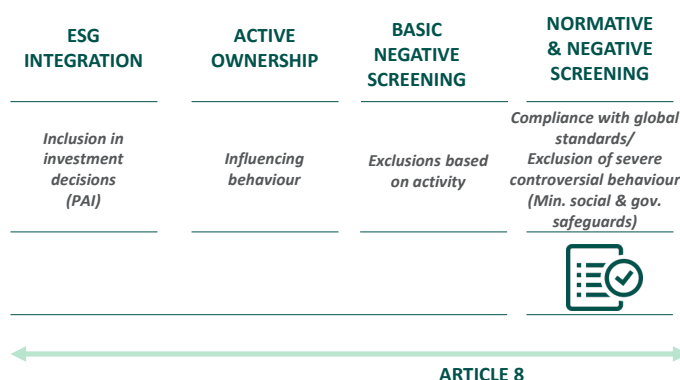 ESG
INTEGRATION
ACTIVE
OWNERSHIP
BASIC
NEGATIVE
SCREENING
NORMATIVE
& NEGATIVE
SCREENING
Inclusion in
investment
decisions
(PAI)
Influencing
behaviour
Exclusions based
on activity
Compliance with global
standards/
Exclusion of severe
controversial behaviour
(Min. social & gov.
safeguards)
ARTICLE 8